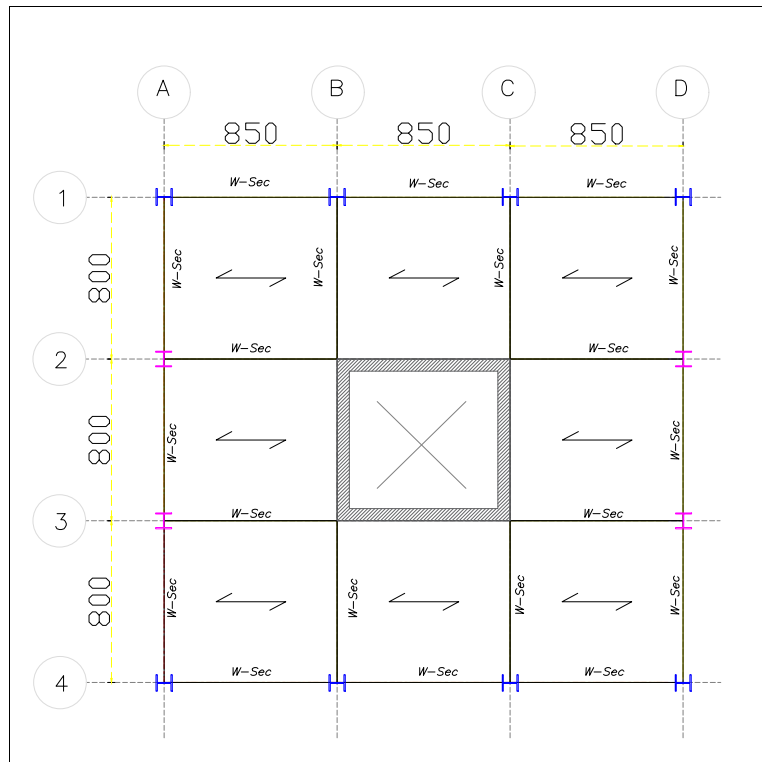 A B C D
850 850 850
W-Sec W-Sec W-Sec
1
W-Sec W-Sec W-Sec W-Sec
800
W-Sec W-Sec
2
W-Sec W-Sec
800
W-Sec W-Sec
3
W-Sec W-Sec W-Sec W-Sec
800
W-Sec W-Sec W-Sec
4